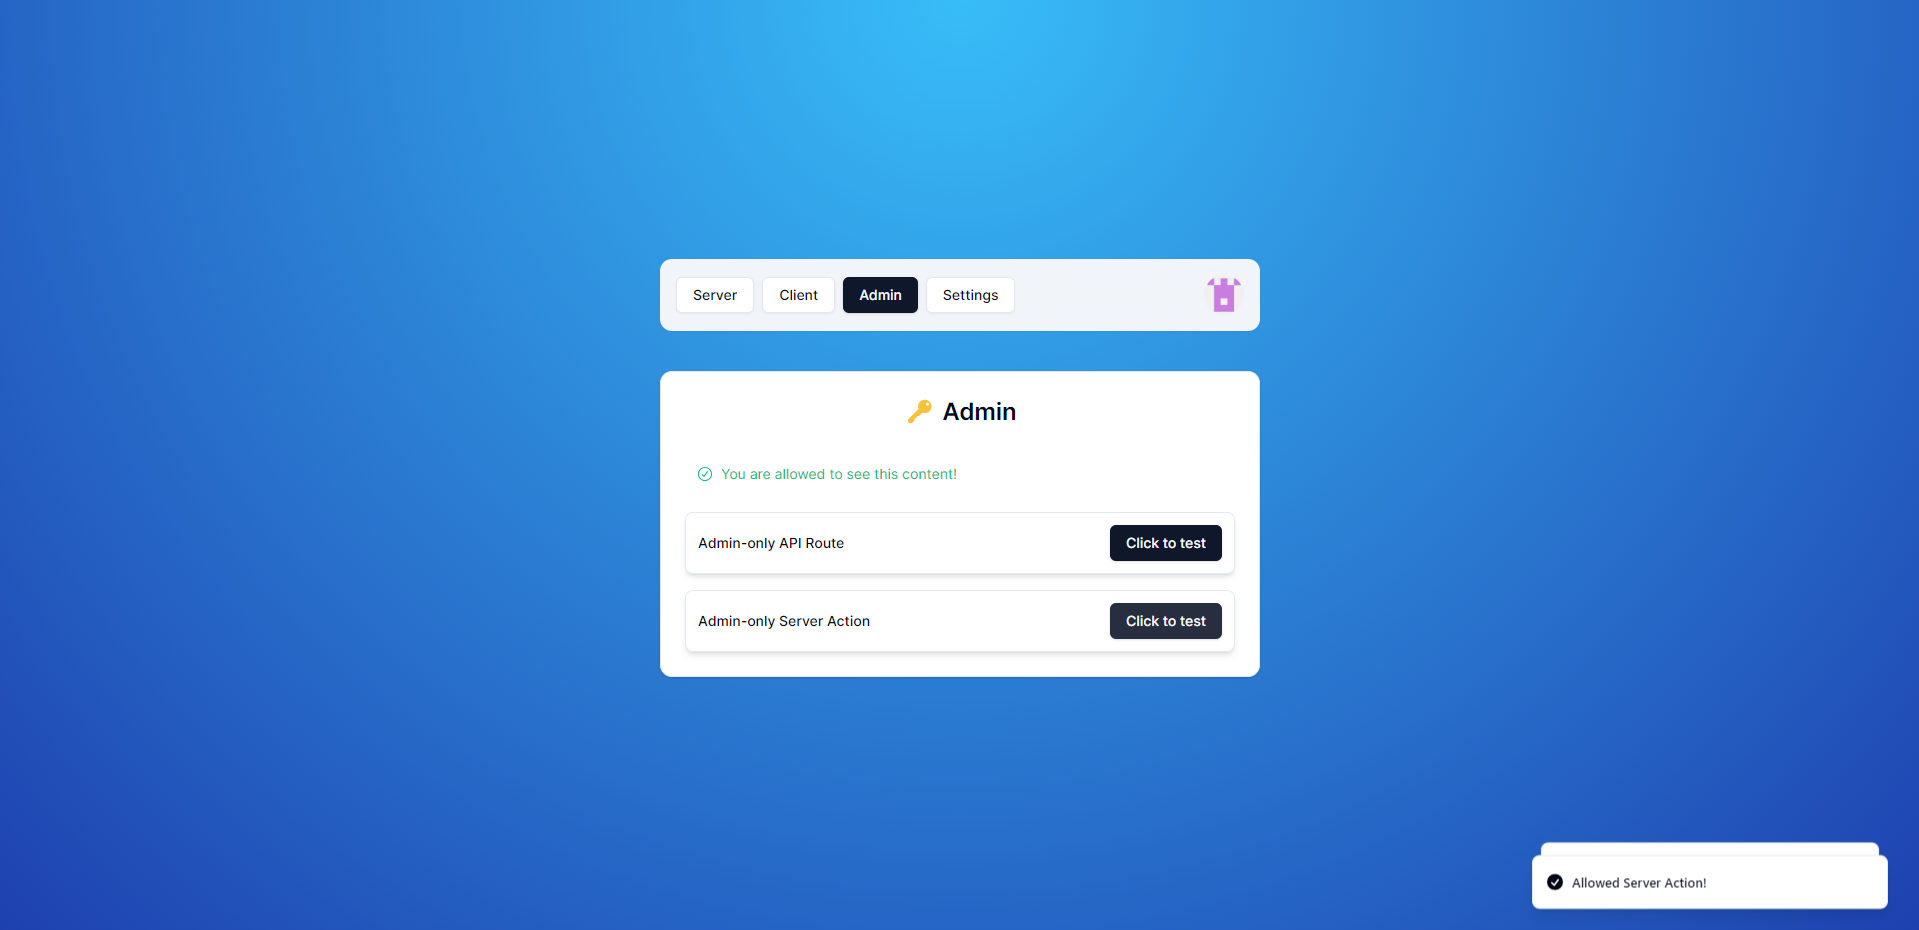 Server
Client
Admin
Settings
Admin
You are allowed to see this content!
Admin-only API Route
Click to test
Admin-only Server Action
Click to test
Allowed Server Action!